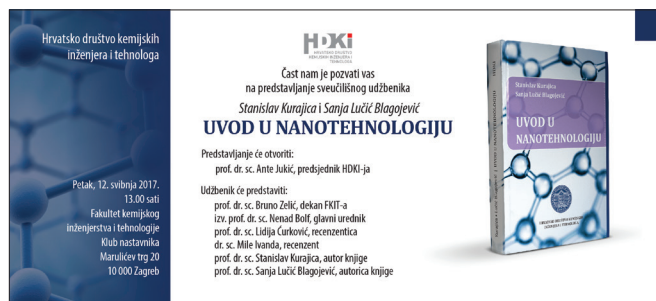 Hrvatsko društvo kemijskih
inženjera i tehnologa
Petak, 12. svibnja 2017.
13.00 sati
Fakultet kemijskog
inženjerstva i tehnologije
Klub nastavnika
Marulićev trg 20
10 000 Zagreb
HDKI
HRVATSKO DRUŠTVO
KEMIJSKIH INŽENJERA I
TEHNOLOGA
Čast nam je pozvati vas
na predstavljanje sveučilišnog udžbenika
Stanislav Kurajica i Sanja Lučić Blagojević
UVOD U NANOTEHNOLOGIJU
Predstavljanje će otvoriti:
prof. dr. sc. Ante Jukić, predsjednik HDKI-ja
Udžbenik će predstaviti:
prof. dr. sc. Bruno Zelić, dekan FKIT-a
izv. prof. dr. sc. Nenad Bolf, glavni urednik
prof. dr. sc. Lidija Ćurković, recenzentica
dr. sc. Mile Ivanda, recenzent
prof. dr. sc. Stanislav Kurajica, autor knjige
prof. dr. sc. Sanja Lučić Blagojević, autorica knjige
Stanislav Kurajica
Sanja Lučić Blagojević
UVOD U
NANOTEHNOLOGIJU